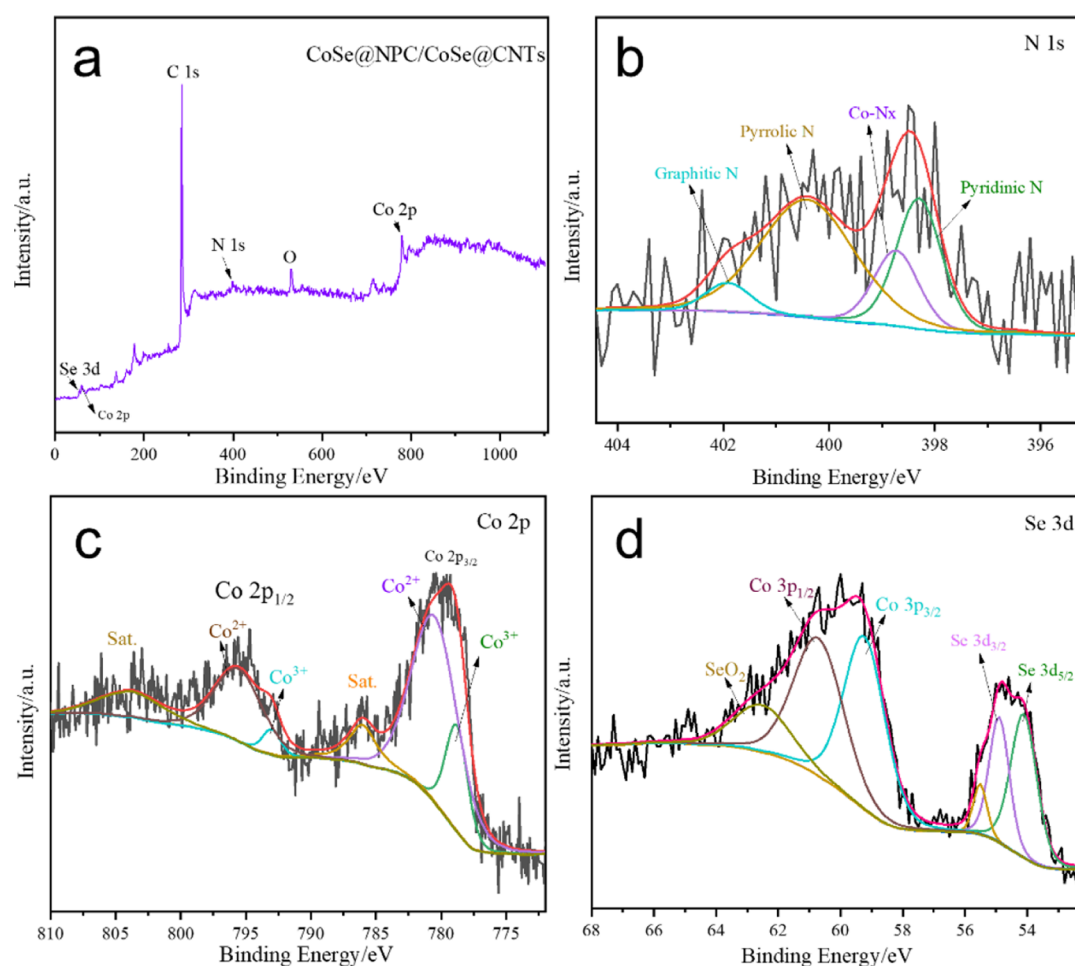 a
CoSe@NPC/CoSe@CNTs
C 1s
N 1s
O
Co 2p
Se 3d
Co 2p
Intensity/a.u.
0 200 400 600 800 1000
Binding Energy/eV
b
N 1s
Co-Nx
Pyrrolic N
Graphitic N
Pyridinic N
Intensity/a.u.
404 402 400 398 396
Binding Energy/eV
c
Co 2p
Co 2p3/2
Co2+
Co 2p1/2
Co3+
Sat.
Co2+
Co3+
Sat.
Intensity/a.u.
810 805 800 795 790 785 780 775
Binding Energy/eV
d
Se 3d
Co 3p1/2
Co 3p3/2
Se 3d3/2
Se 3d5/2
SeO2
Intensity/a.u.
68 66 64 62 60 58 56 54
Binding Energy/eV